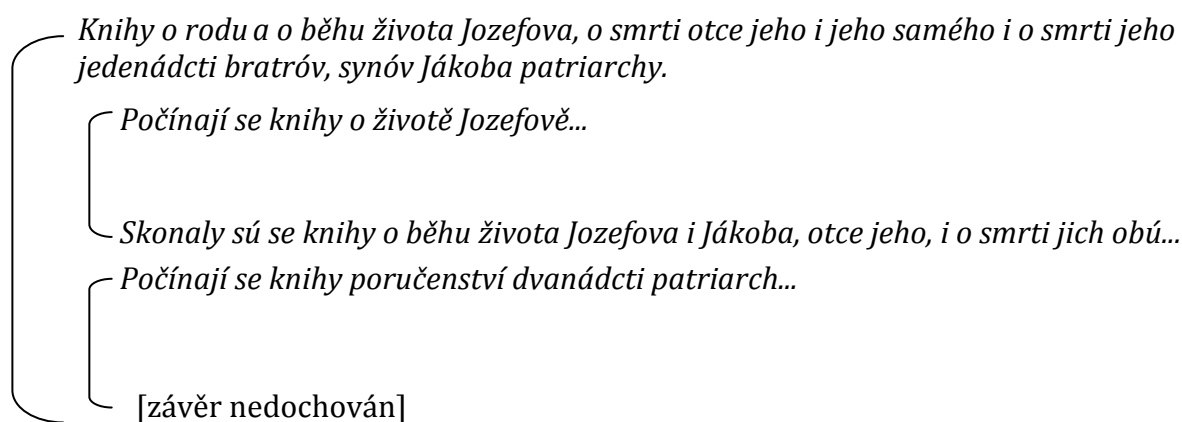 Knihy o rodu a o běhu života Jozefova, o smrti otce jeho i jeho samého i o smrti jeho
jedenádcti bratróv, synóv Jákoba patriarchy.
Počínají se knihy o životě Jozefově...
Skonaly sú se knihy o běhu života Jozefova i Jákoba, otce jeho, i o smrti jich obú...
Počínají se knihy poručenství dvanádcti patriarch...
[závěr nedochován]